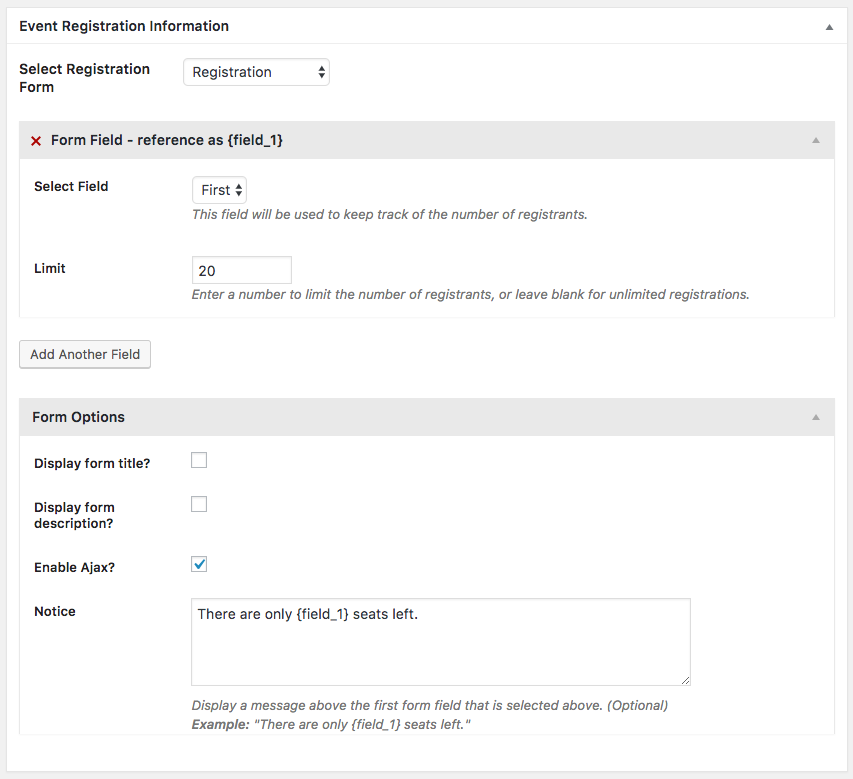 Event Registration Information
Select Registration
Form
Registration
Form Field - reference as {field_1}
Select Field
First
This field will be used to keep track of the number of registrants.
Limit
20
Enter a number to limit the number of registrants, or leave blank for unlimited registrations.
Add Another Field
Form Options
Display form title?
Display form
description?
Enable Ajax?
Notice
There are only {field_1} seats left.
Display a message above the first form field that is selected above. (Optional)
Example: "There are only {field_1} seats left."